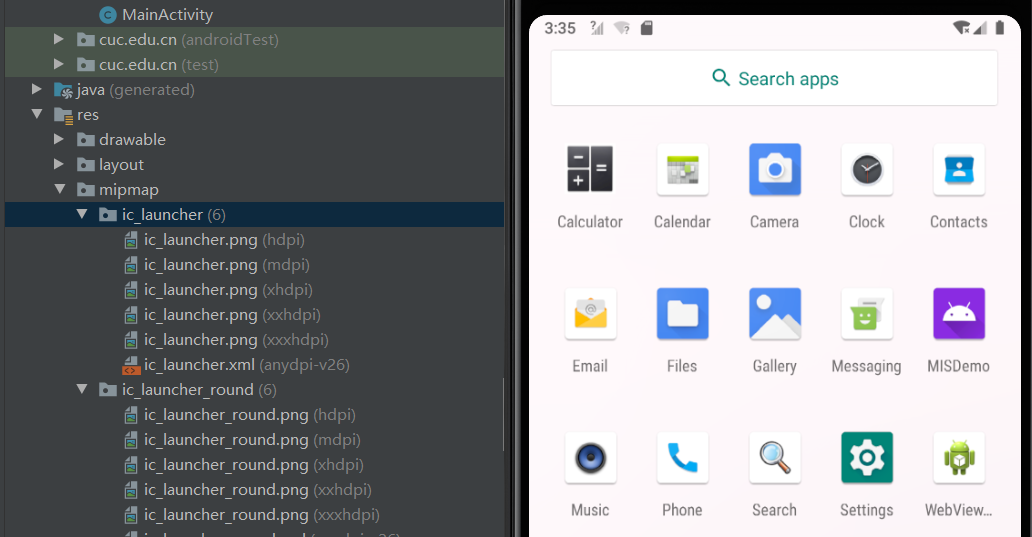 MainActivity
cuc.edu.cn (androidTest)
cuc.edu.cn (test)
java (generated)
res
drawable
layout
mipmap
ic_launcher (6)
ic_launcher.png (hdpi)
ic_launcher.png (mdpi)
ic_launcher.png (xhdpi)
ic_launcher.png (xxhdpi)
ic_launcher.png (xxxhdpi)
ic_launcher.xml (anydpi-v26)
ic_launcher_round (6)
ic_launcher_round.png (hdpi)
ic_launcher_round.png (mdpi)
ic_launcher_round.png (xhdpi)
ic_launcher_round.png (xxhdpi)
ic_launcher_round.png (xxxhdpi)
3:35
Search apps
Calculator Calendar Camera Clock Contacts
Email Files Gallery Messaging MISDemo
Music Phone Search Settings WebView...